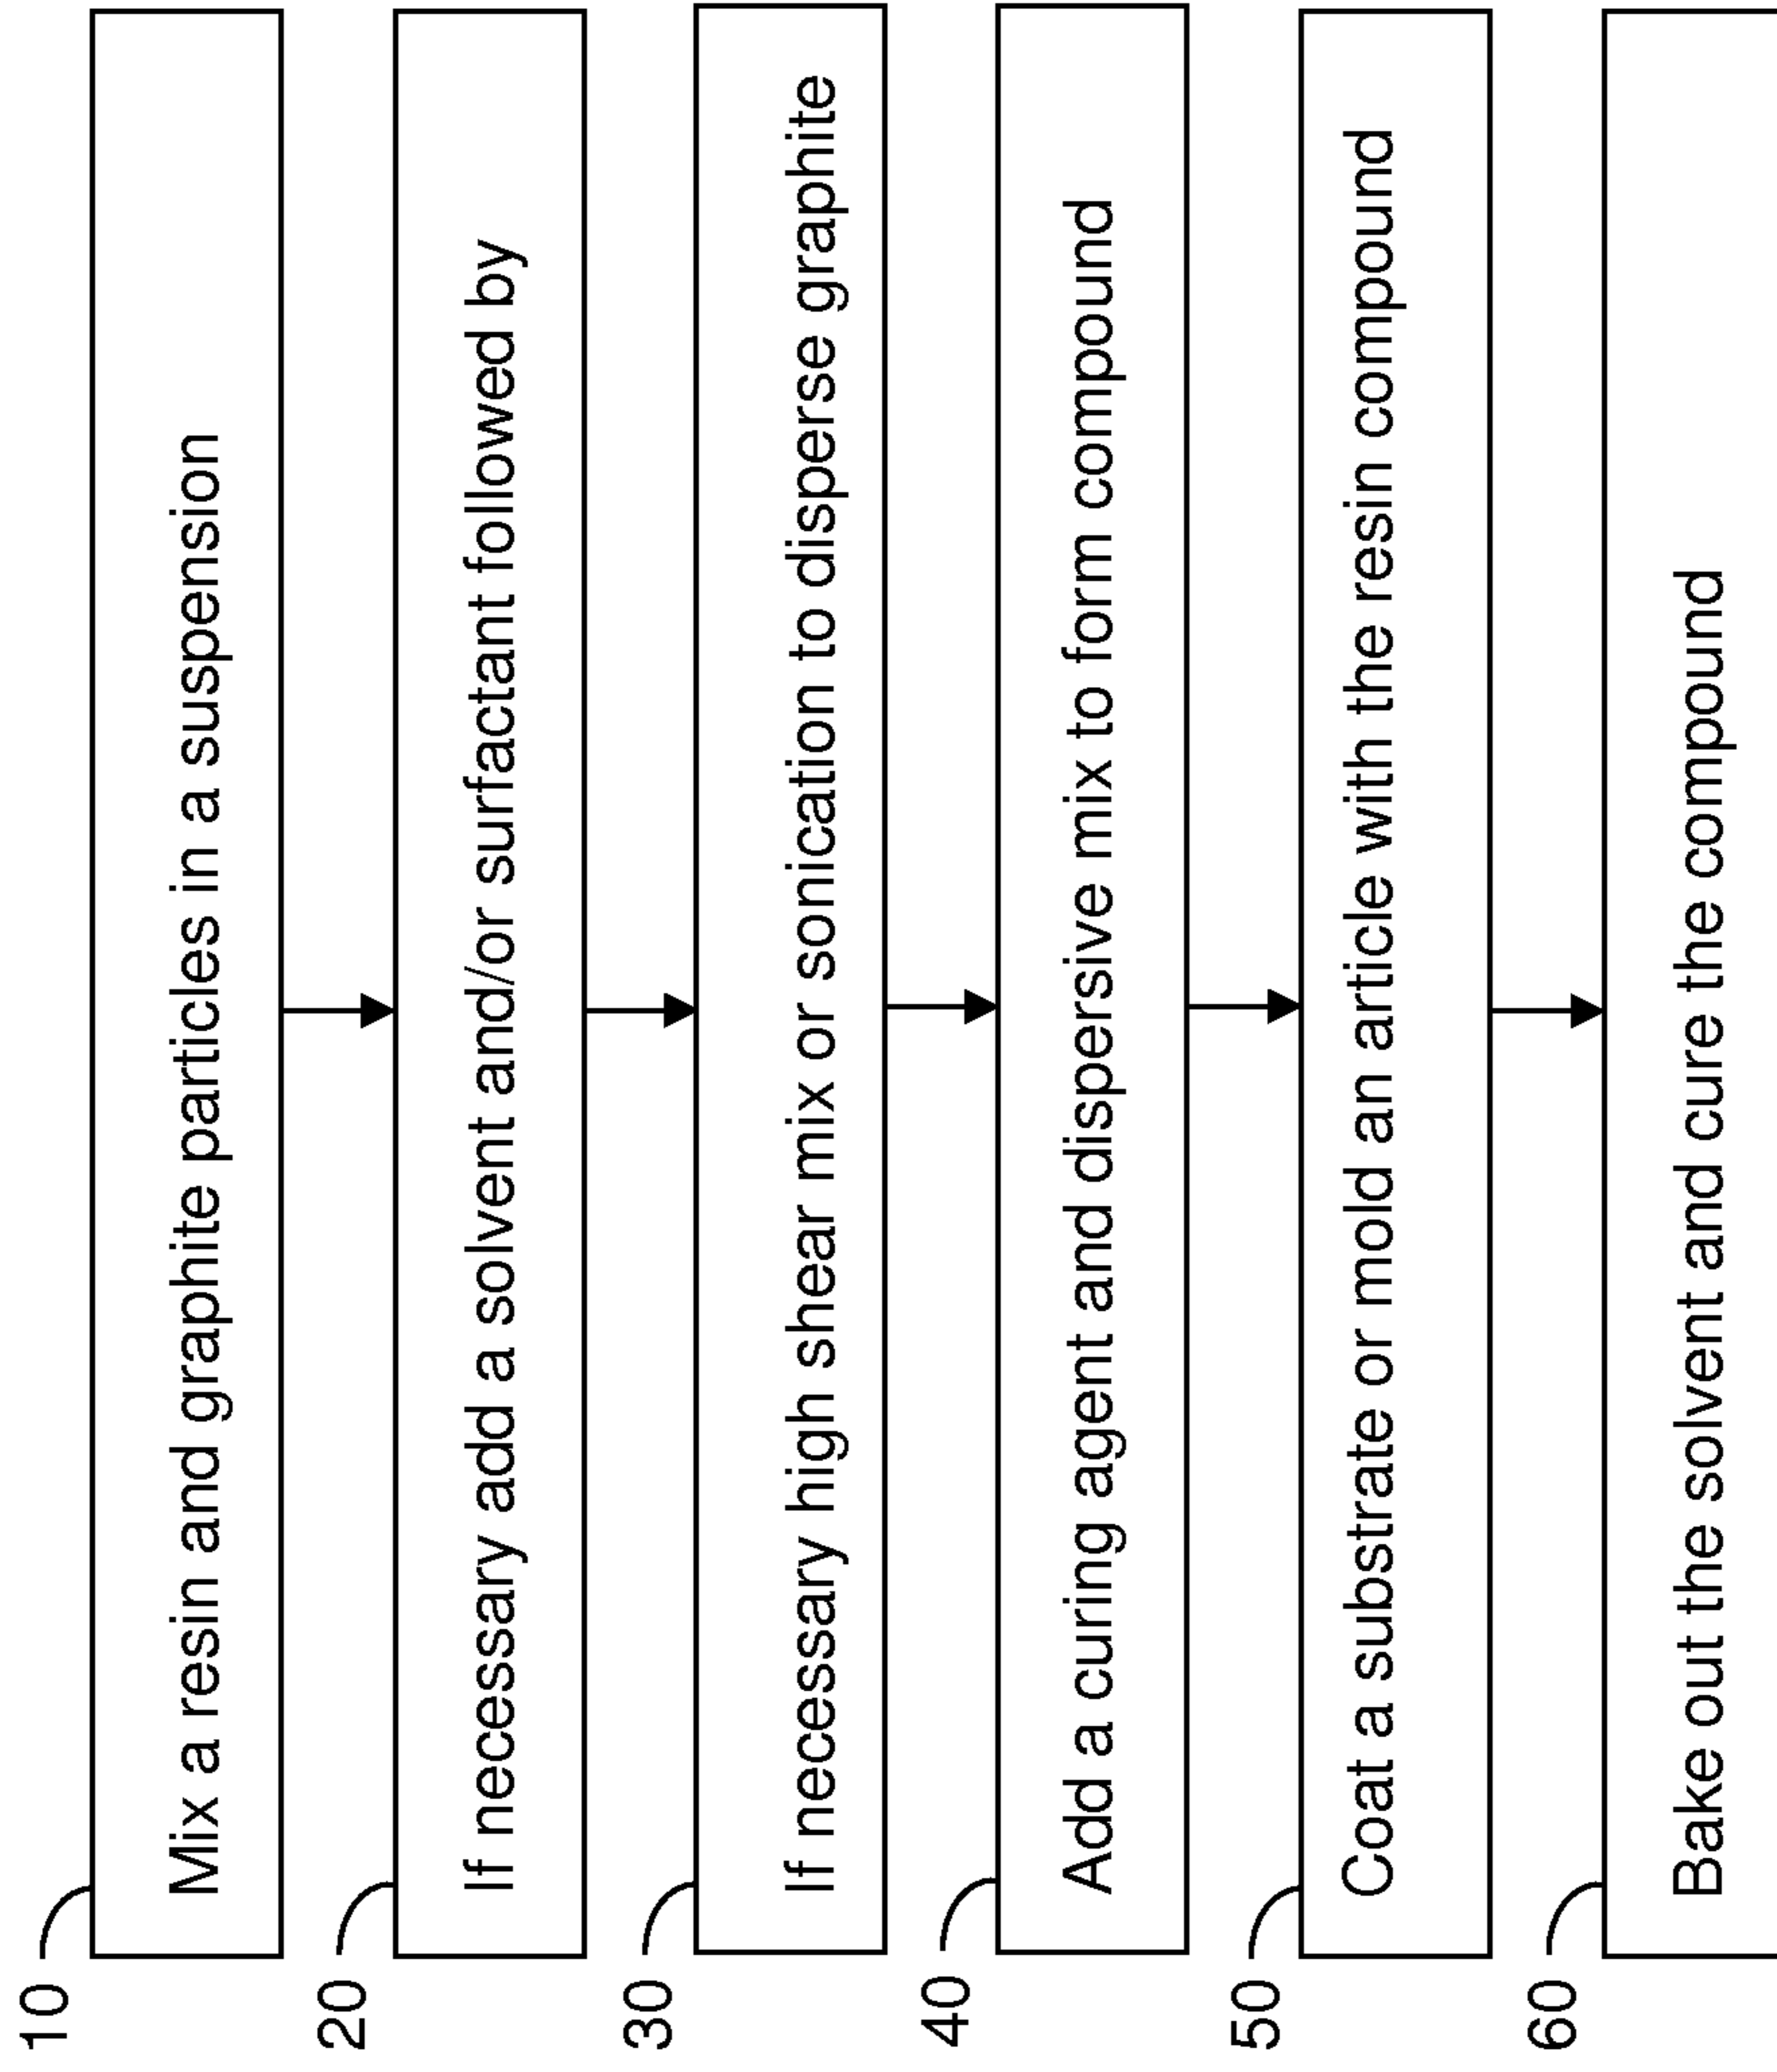 10
Mix a resin and graphite particles in a suspension
20
If necessary add a solvent and/or surfactant followed by
30
If necessary high shear mix or sonication to disperse graphite
40
Add a curing agent and dispersive mix to form compound
50
Coat a substrate or mold an article with the resin compound
60
Bake out the solvent and cure the compound